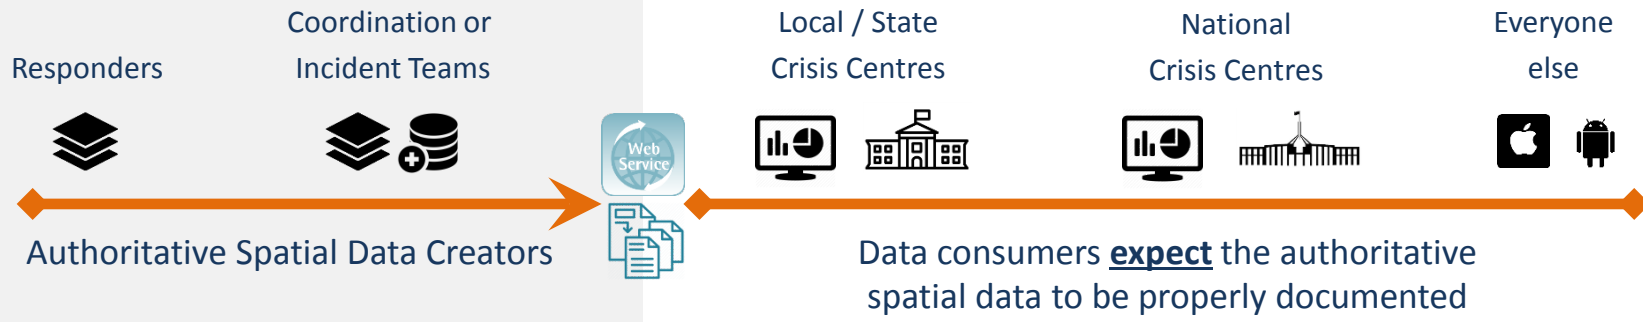 Responders
Coordination or
Incident Teams
Local / State
Crisis Centres
National
Crisis Centres
Everyone
else
Web
Service
Authoritative Spatial Data Creators
Data consumers expect the authoritative
spatial data to be properly documented